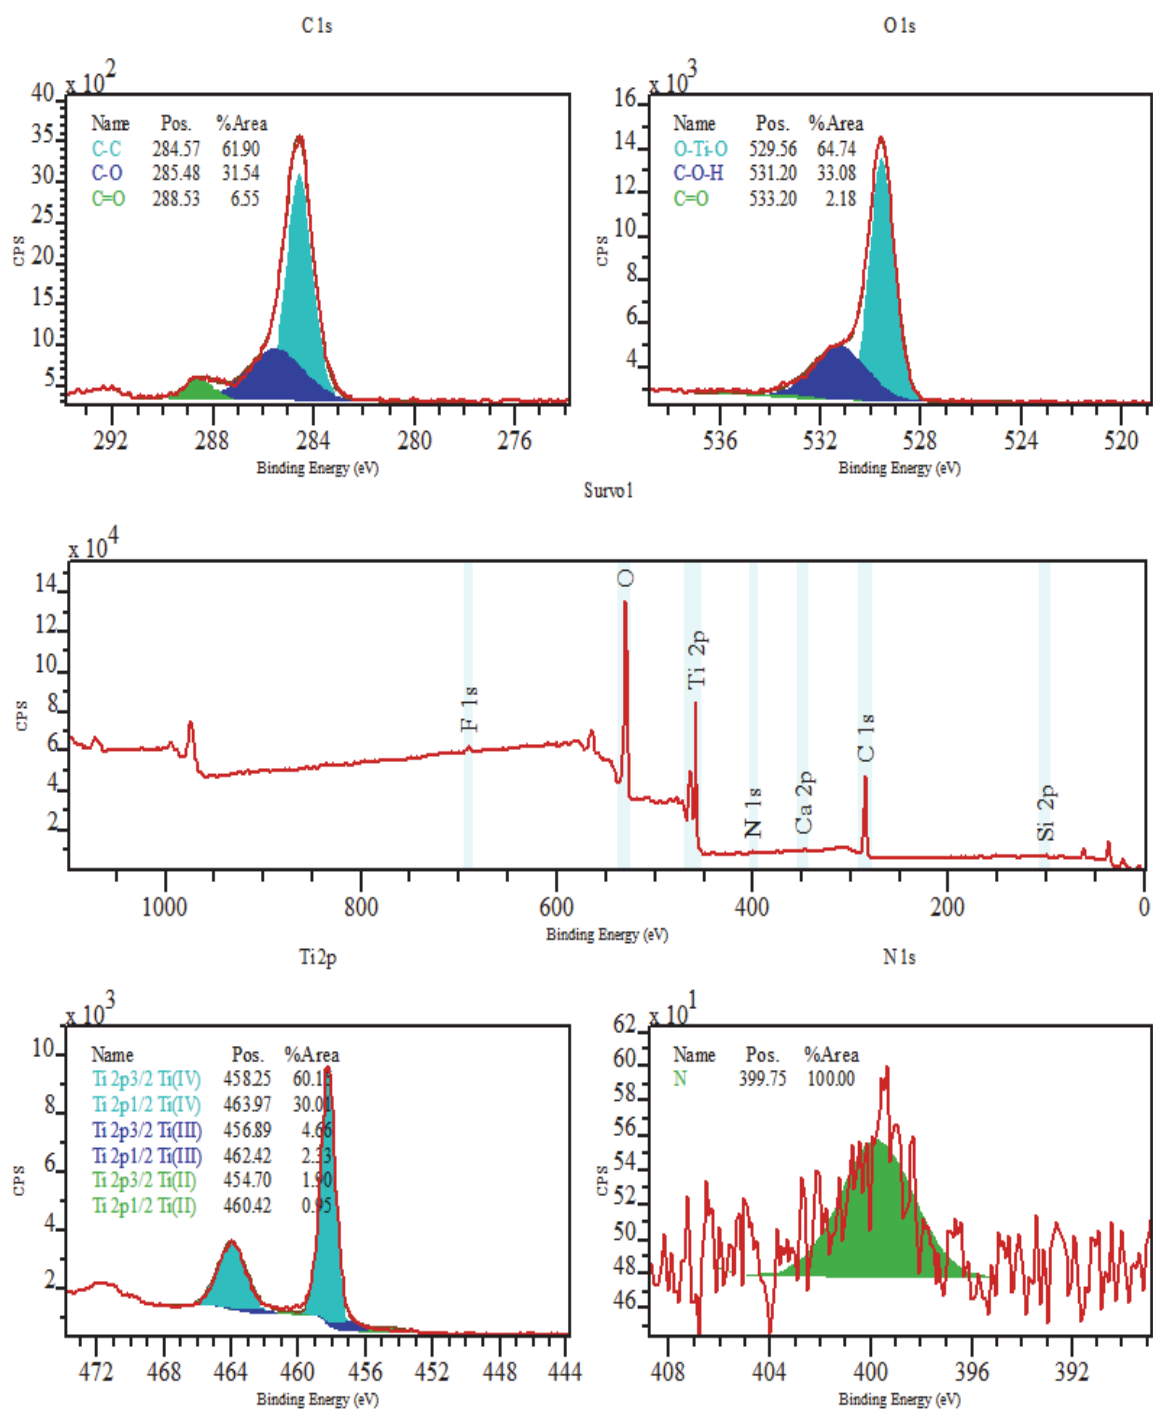 C 1s
x 10²
40
35
30
25
20
15
10
5
CPS
Name Pos. %Area
C-C 284.57 61.90
C-O 285.48 31.54
C=O 288.53 6.55
292 288 284 280 276
Binding Energy (eV)
O 1s
x 10³
16
14
12
10
8
6
4
CPS
Name Pos. %Area
O-Ti-O 529.56 64.74
C-O-H 531.20 33.08
C=O 533.20 2.18
536 531 528 524 520
Binding Energy (eV)
Survo1
x 10⁴
14
12
10
8
6
4
2
CPS
F 1s
O
Ti 2p
N 1s
Ca 2p
C 1s
Si 2p
1000 800 600 400 200 0
Binding Energy (eV)
Ti 2p
x 10³
10
8
6
4
2
CPS
Name Pos. %Area
Ti 2p3/2 Ti(IV) 458.25
Ti 2p1/2 Ti(IV) 463.97
Ti 2p3/2 Ti(III) 456.89 4.66
Ti 2p1/2 Ti(III) 462.42 2.33
Ti 2p3/2 Ti(II) 454.70 1.90
Ti 2p1/2 Ti(II) 460.42 0.95
472 468 464 460 456 452 448 444
Binding Energy (eV)
N 1s
x 10¹
62
60
58
56
54
52
50
48
46
CPS
Name Pos. %Area
N 399.75 100.00
408 404 400 396 392
Binding Energy (eV)